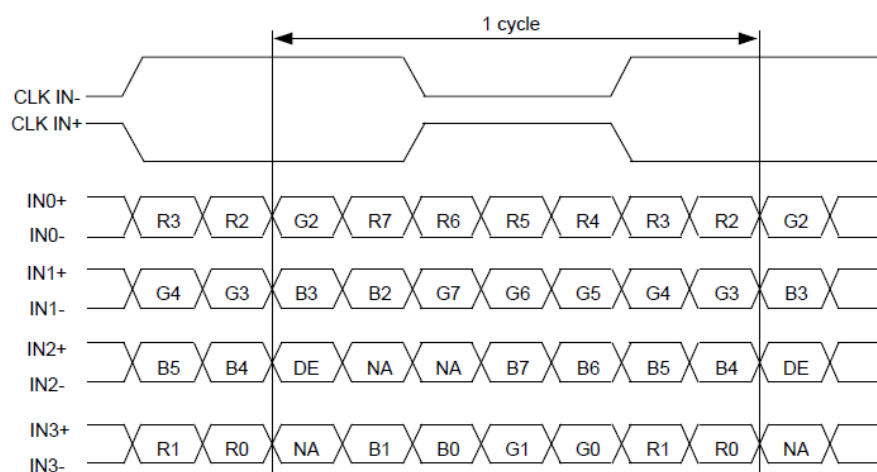 1 cycle
CLK IN-
CLK IN+
IN0+
R3 R2 G2 R7 R6 R5 R4 R3 R2 G2
IN0-
IN1+
G4 G3 B3 B2 G7 G6 G5 G4 G3 B3
IN1-
IN2+
B5 B4 DE NA NA B7 B6 B5 B4 DE
IN2-
IN3+
R1 R0 NA B1 B0 G1 G0 R1 R0 NA
IN3-